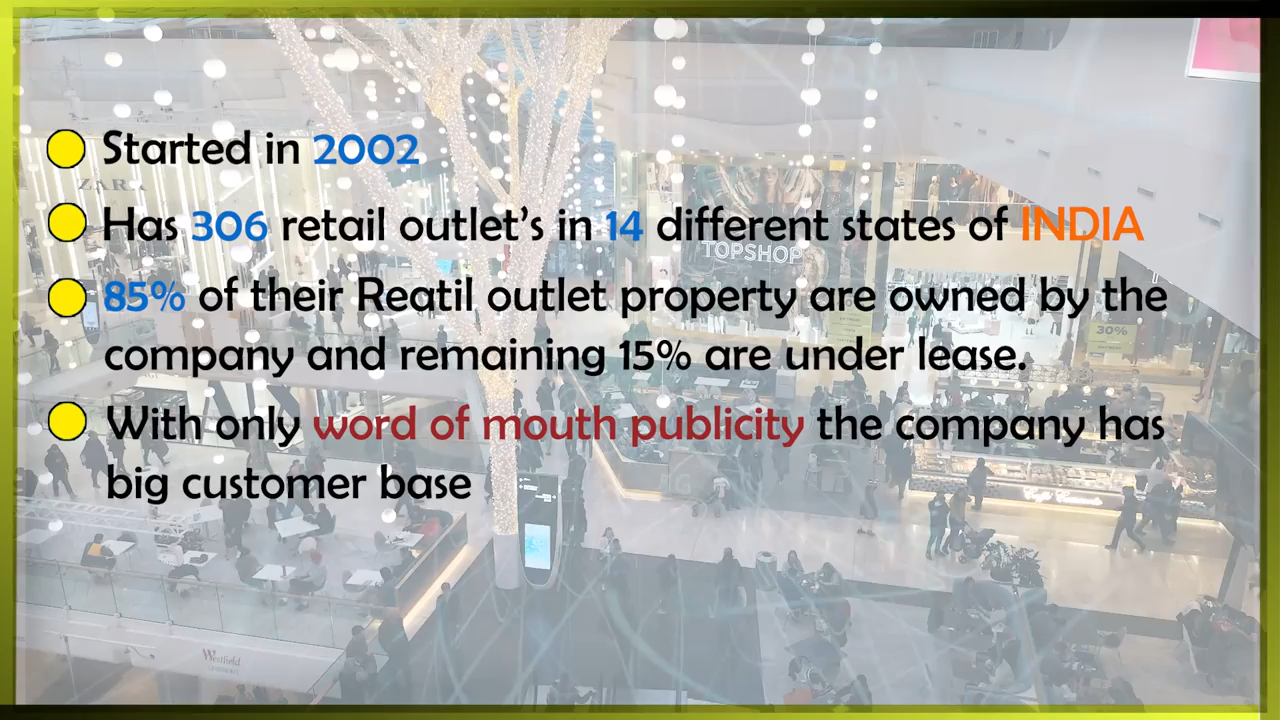 Started in 2002
Has 306 retail outlet's in 14 different states of INDIA
85% of their Reatil outlet property are owned by the
company and remaining 15% are under lease.
With only word of mouth publicity the company has
big customer base
ZARA
TOPSHOP
30%
Westfield